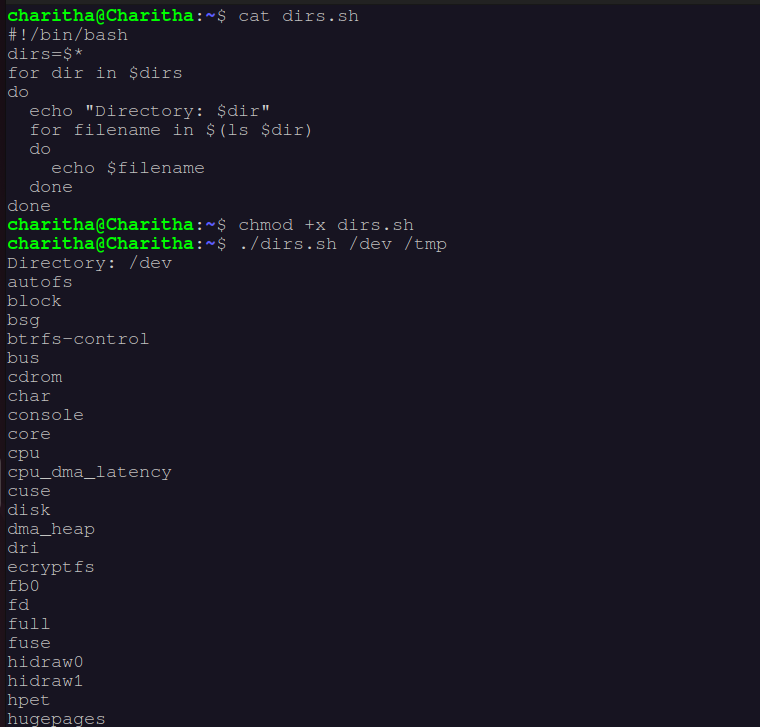 charitha@Charitha:~$ cat dirs.sh
#!/bin/bash
dirs=$*
for dir in $dirs
do
  echo "Directory: $dir"
  for filename in $(ls $dir)
  do
    echo $filename
  done
done
charitha@Charitha:~$ chmod +x dirs.sh
charitha@Charitha:~$ ./dirs.sh /dev /tmp
Directory: /dev
autofs
block
bsg
btrfs-control
bus
cdrom
char
console
core
cpu
cpu_dma_latency
cuse
disk
dma_heap
dri
ecryptfs
fb0
fd
full
fuse
hidraw0
hidraw1
hpet
hugepages